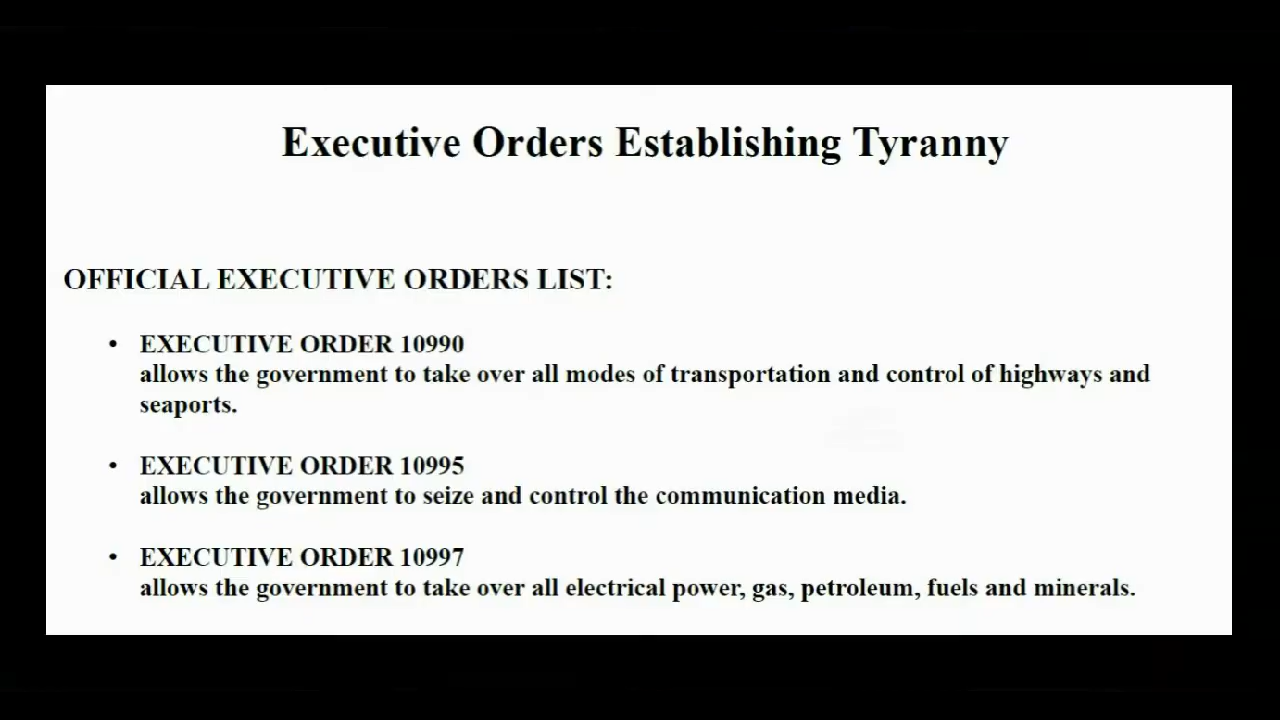 Executive Orders Establishing Tyranny
OFFICIAL EXECUTIVE ORDERS LIST:
• EXECUTIVE ORDER 10990
allows the government to take over all modes of transportation and control of highways and
seaports.
• EXECUTIVE ORDER 10995
allows the government to seize and control the communication media.
• EXECUTIVE ORDER 10997
allows the government to take over all electrical power, gas, petroleum, fuels and minerals.